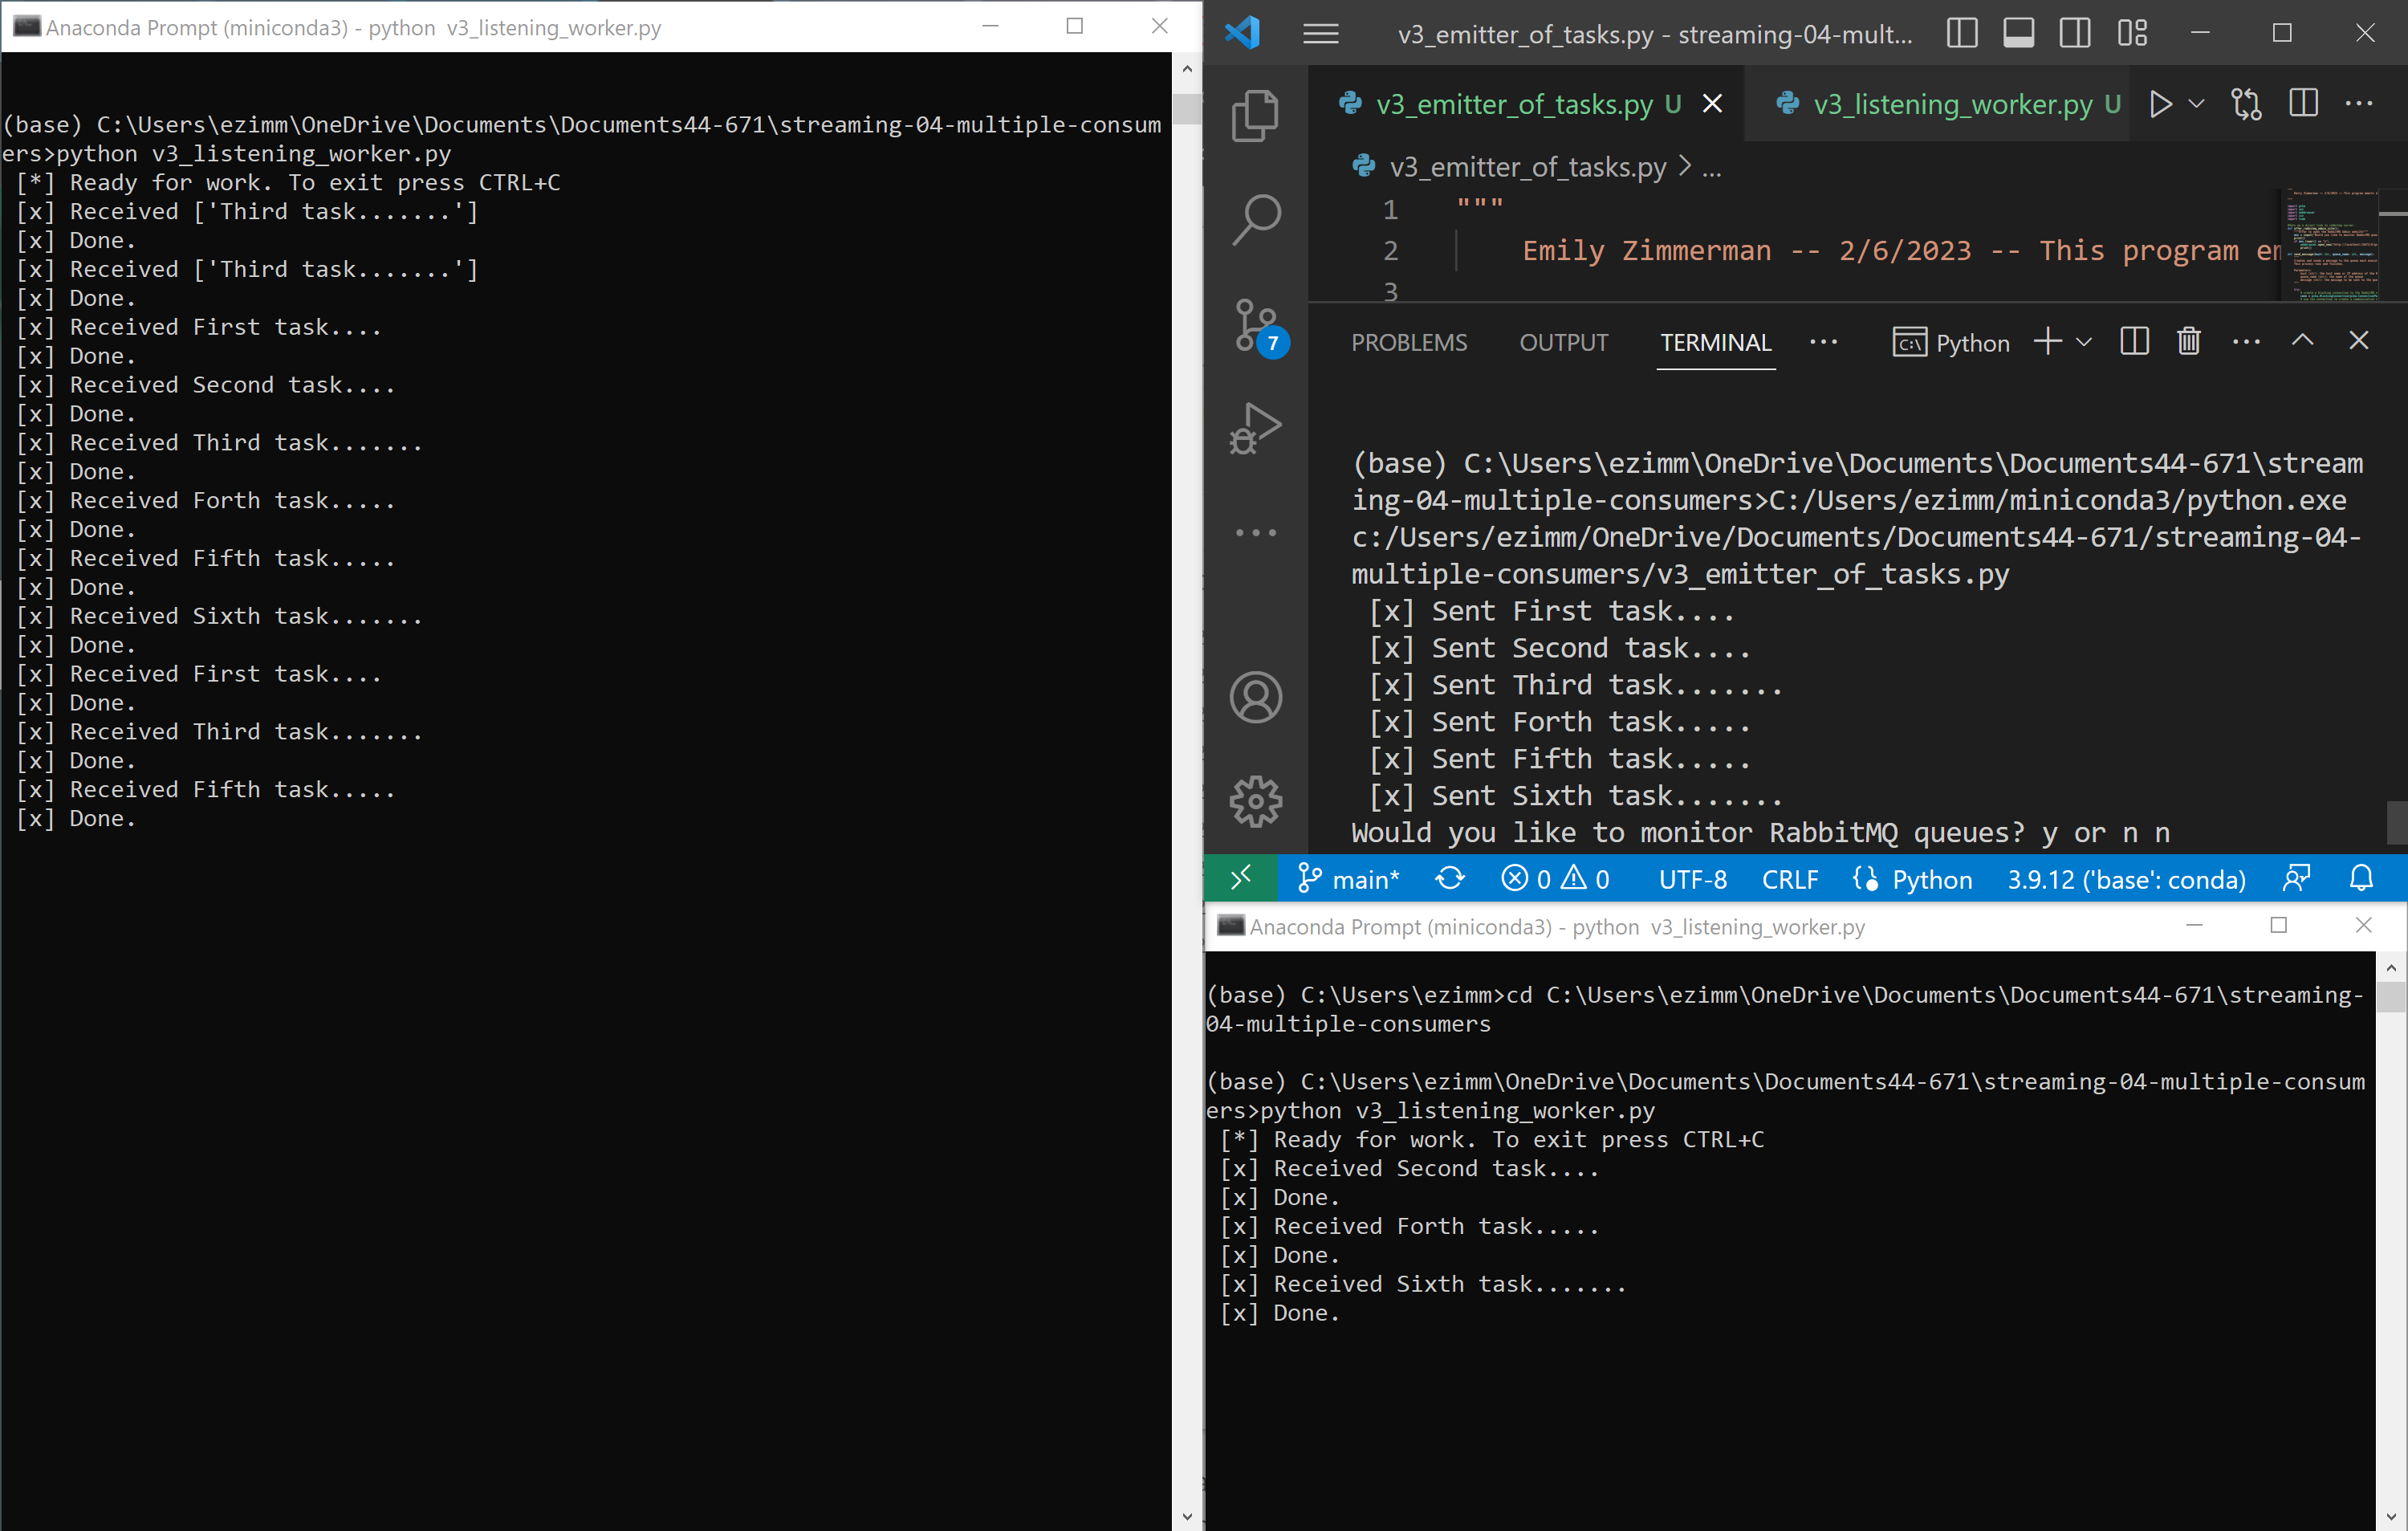 Anaconda Prompt (miniconda3) - python  v3_listening_worker.py
(base) C:\Users\ezimm\OneDrive\Documents\Documents44-671\streaming-04-multiple-consum
ers>python v3_listening_worker.py
[*] Ready for work. To exit press CTRL+C
[x] Received ['Third task.......']
[x] Done.
[x] Received ['Third task.......']
[x] Done.
[x] Received First task....
[x] Done.
[x] Received Second task....
[x] Done.
[x] Received Third task.......
[x] Done.
[x] Received Forth task.....
[x] Done.
[x] Received Fifth task.....
[x] Done.
[x] Received Sixth task.......
[x] Done.
[x] Received First task....
[x] Done.
[x] Received Third task.......
[x] Done.
[x] Received Fifth task.....
[x] Done.
v3_emitter_of_tasks.py - streaming-04-mult...
v3_emitter_of_tasks.py U v3_listening_worker.py U
v3_emitter_of_tasks.py > ...
1 """
2 Emily Zimmerman -- 2/6/2023 -- This program em
3
7
PROBLEMS OUTPUT TERMINAL ... Python
(base) C:\Users\ezimm\OneDrive\Documents\Documents44-671\stream
ing-04-multiple-consumers>C:/Users/ezimm/miniconda3/python.exe
c:/Users/ezimm/OneDrive/Documents/Documents44-671/streaming-04-
multiple-consumers/v3_emitter_of_tasks.py
[x] Sent First task....
[x] Sent Second task....
[x] Sent Third task.......
[x] Sent Forth task.....
[x] Sent Fifth task.....
[x] Sent Sixth task.......
Would you like to monitor RabbitMQ queues? y or n n
main* 0 0 UTF-8 CRLF Python 3.9.12 ('base': conda)
Anaconda Prompt (miniconda3) - python  v3_listening_worker.py
(base) C:\Users\ezimm>cd C:\Users\ezimm\OneDrive\Documents\Documents44-671\streaming-
04-multiple-consumers
(base) C:\Users\ezimm\OneDrive\Documents\Documents44-671\streaming-04-multiple-consum
ers>python v3_listening_worker.py
[*] Ready for work. To exit press CTRL+C
[x] Received Second task....
[x] Done.
[x] Received Forth task.....
[x] Done.
[x] Received Sixth task.......
[x] Done.